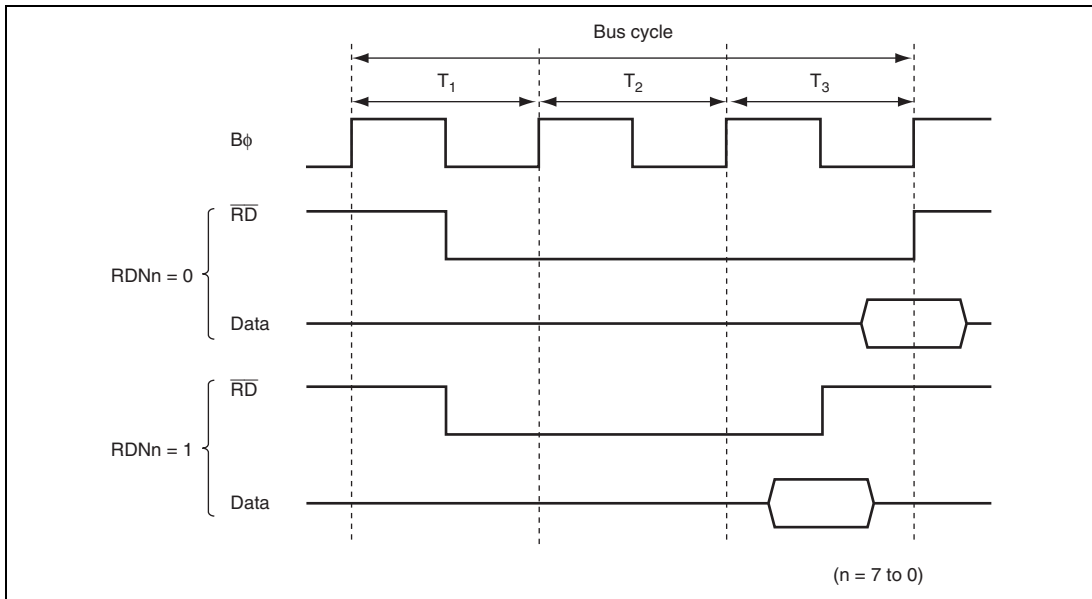 Bus cycle
T1 T2 T3
Bϕ
RD
RDNn = 0
Data
RD
RDNn = 1
Data
(n = 7 to 0)